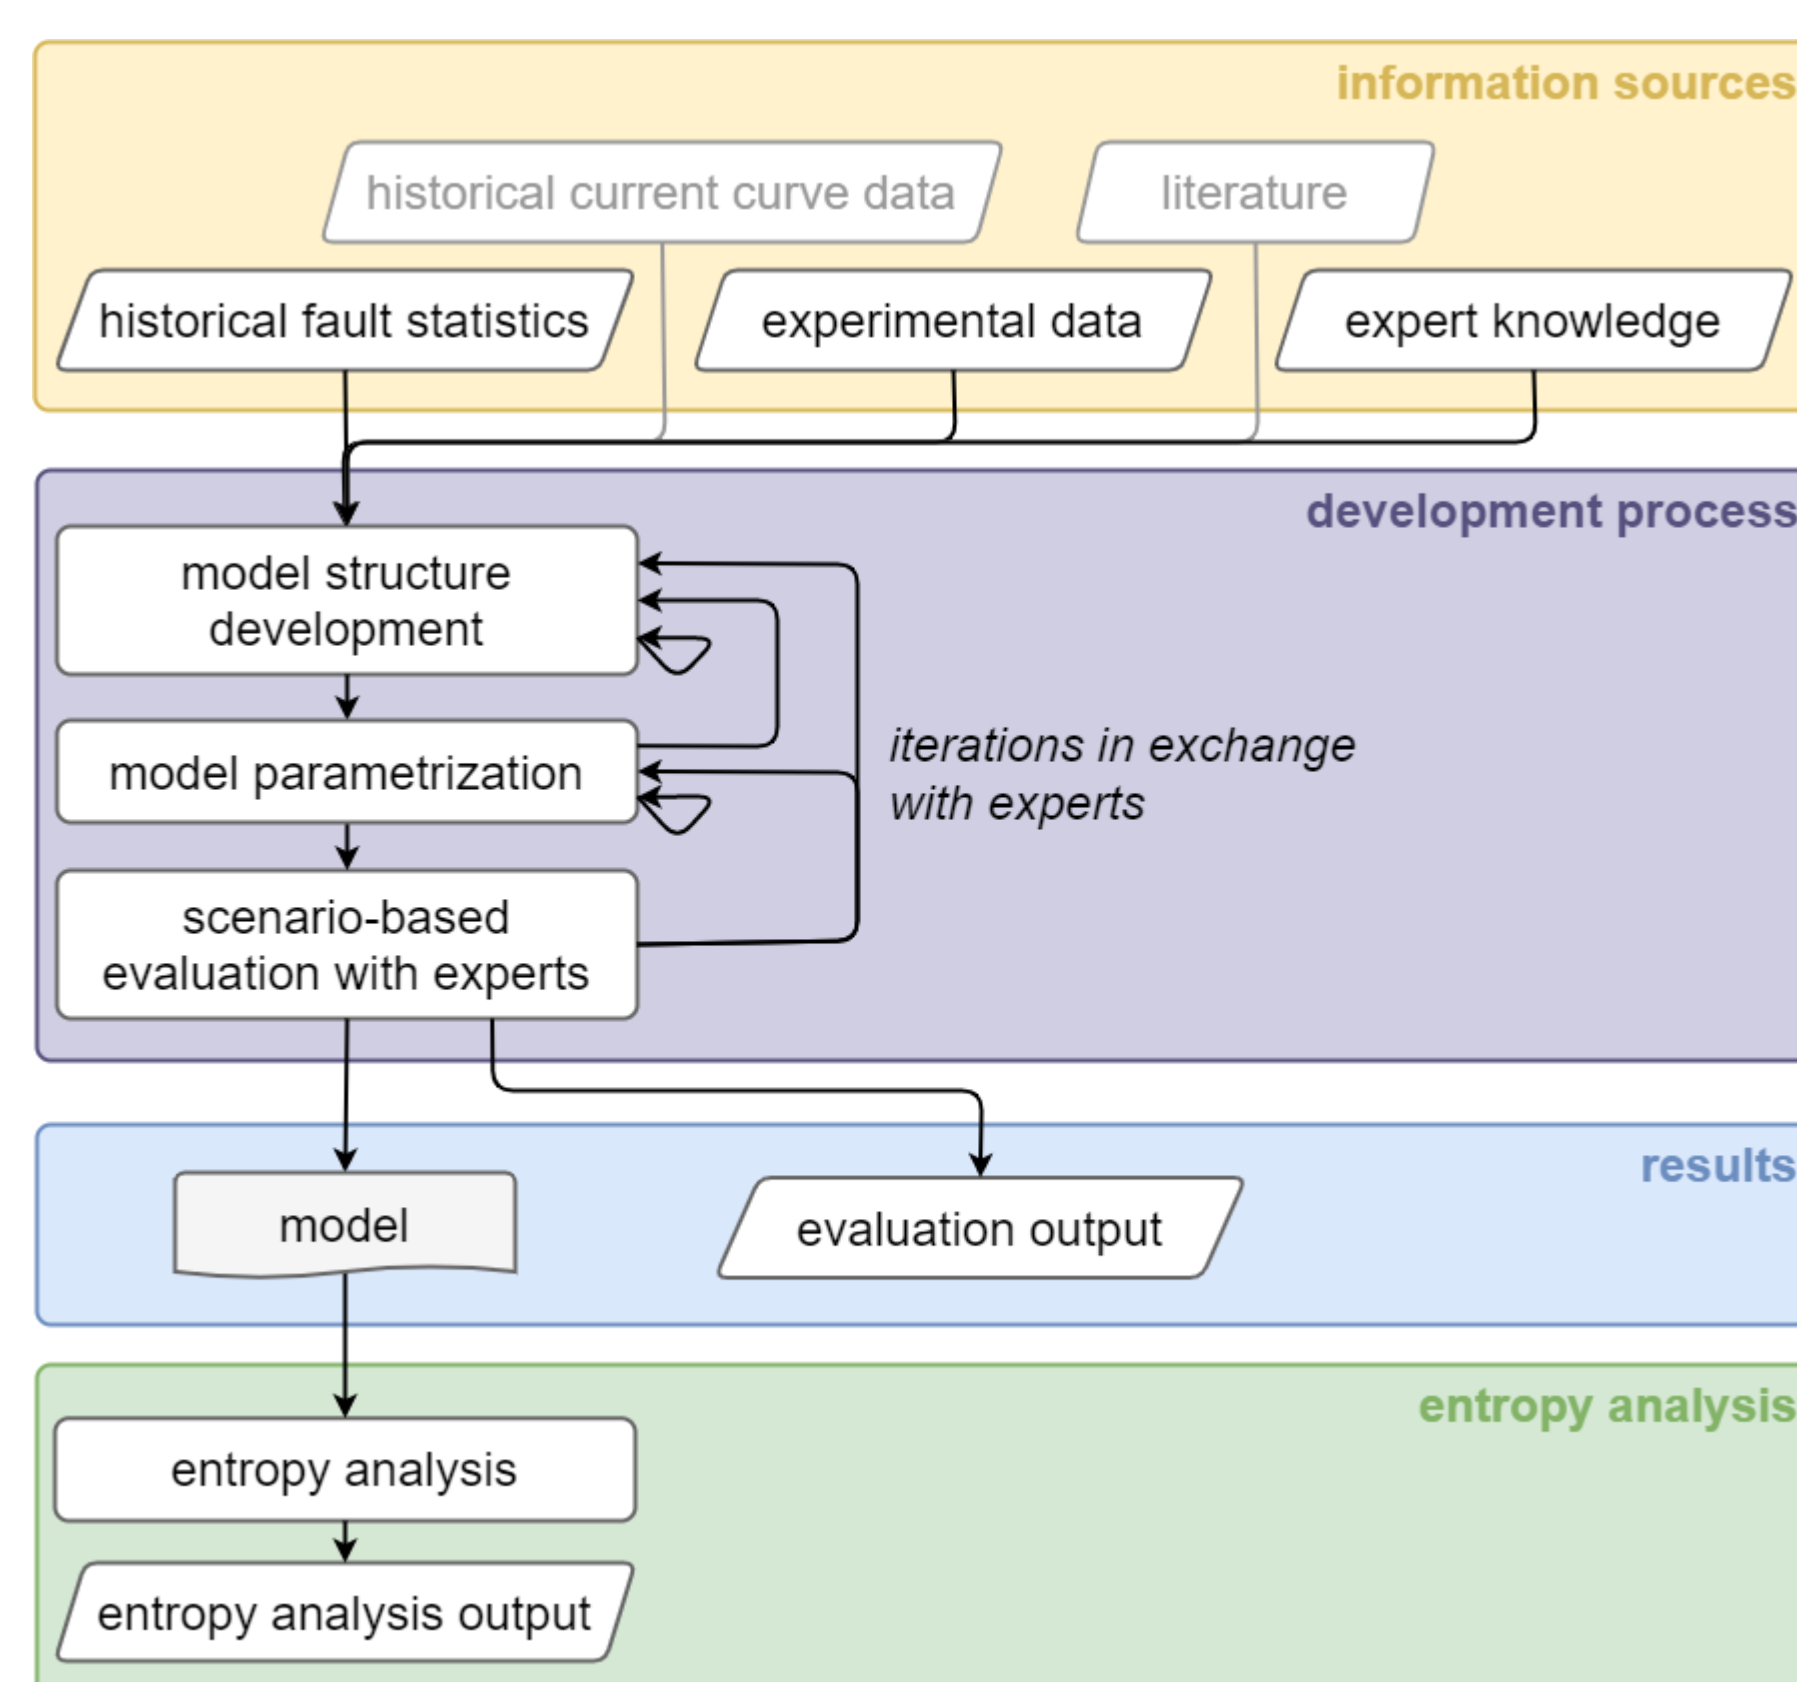 information sources
historical current curve data
literature
historical fault statistics
experimental data
expert knowledge
development process
model structure
development
iterations in exchange
with experts
model parametrization
scenario-based
evaluation with experts
results
model
evaluation output
entropy analysis
entropy analysis
entropy analysis output